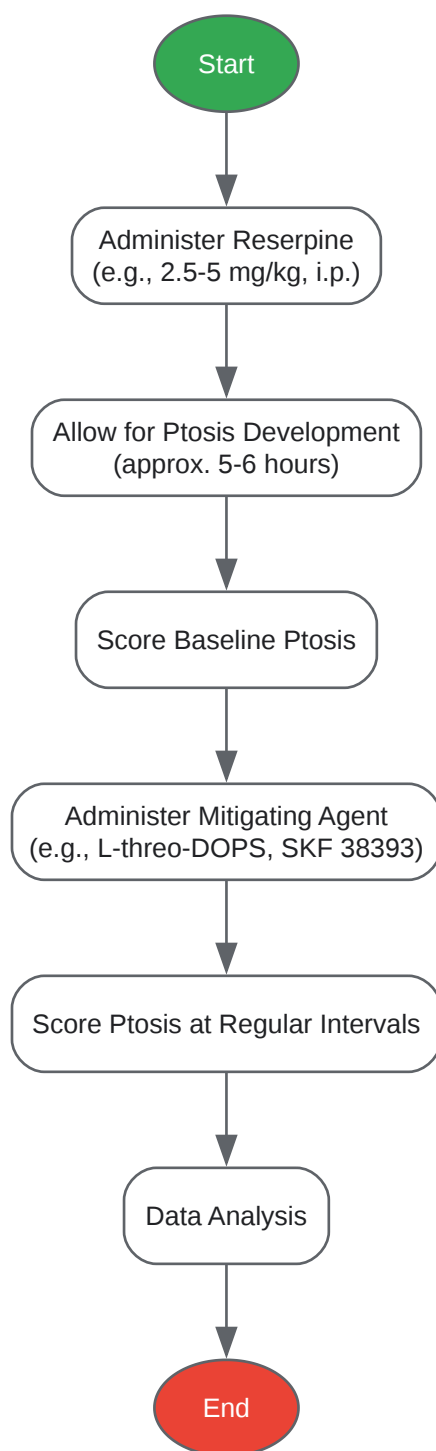 Start
Administer Reserpine
(e.g., 2.5-5 mg/kg, i.p.)
Allow for Ptosis Development
(approx. 5-6 hours)
Score Baseline Ptosis
Administer Mitigating Agent
(e.g., L-threo-DOPS, SKF 38393)
Score Ptosis at Regular Intervals
Data Analysis
End